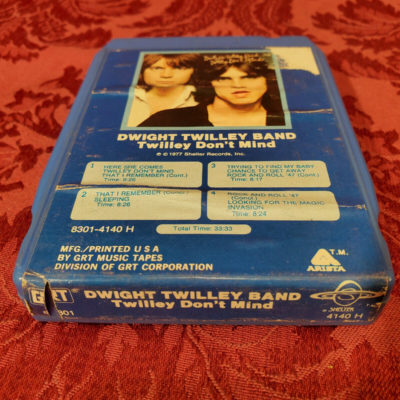 DWIGHT TWILLEY BAND
Twilley Don't Mind
℗ © 1977 Shelter Records, Inc.
1 HERE SHE COMES
TWILLEY DON'T MIND
THAT I REMEMBER (Cont.)
Time: 8:26
2 THAT I REMEMBER (Concl.)
SLEEPING
Time: 8:26
3 TRYING TO FIND MY BABY
CHANCE TO GET AWAY
ROCK AND ROLL '47 (Cont.)
Time: 8:17
4 ROCK AND ROLL '47
(Concl.)
LOOKING FOR THE MAGIC
INVASION
Time: 8:24
8301-4140 H
Total Time: 33:33
MFG./PRINTED U S A
BY GRT MUSIC TAPES
DIVISION OF GRT CORPORATION
T.M.
ARISTA
GRT
DWIGHT TWILLEY BAND
Twilley Don't Mind
301
SHELTER
4140 H